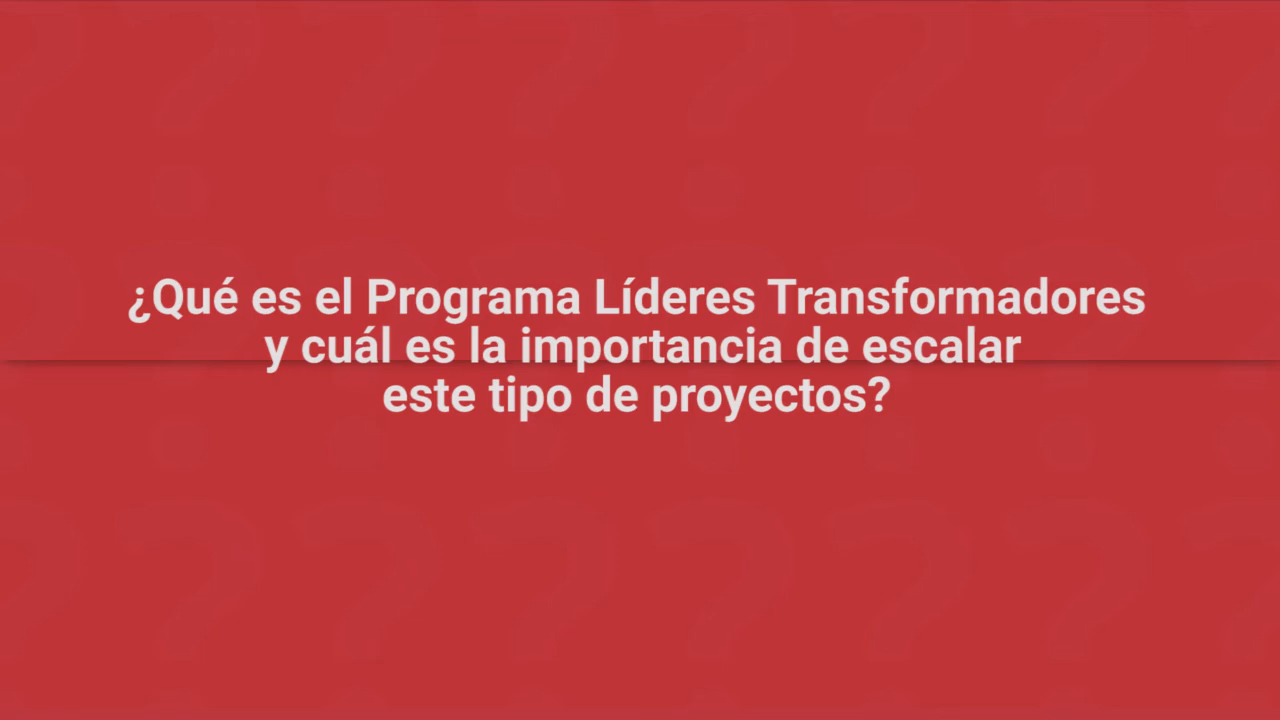 ¿Qué es el Programa Líderes Transformadores
y cuál es la importancia de escalar
este tipo de proyectos?